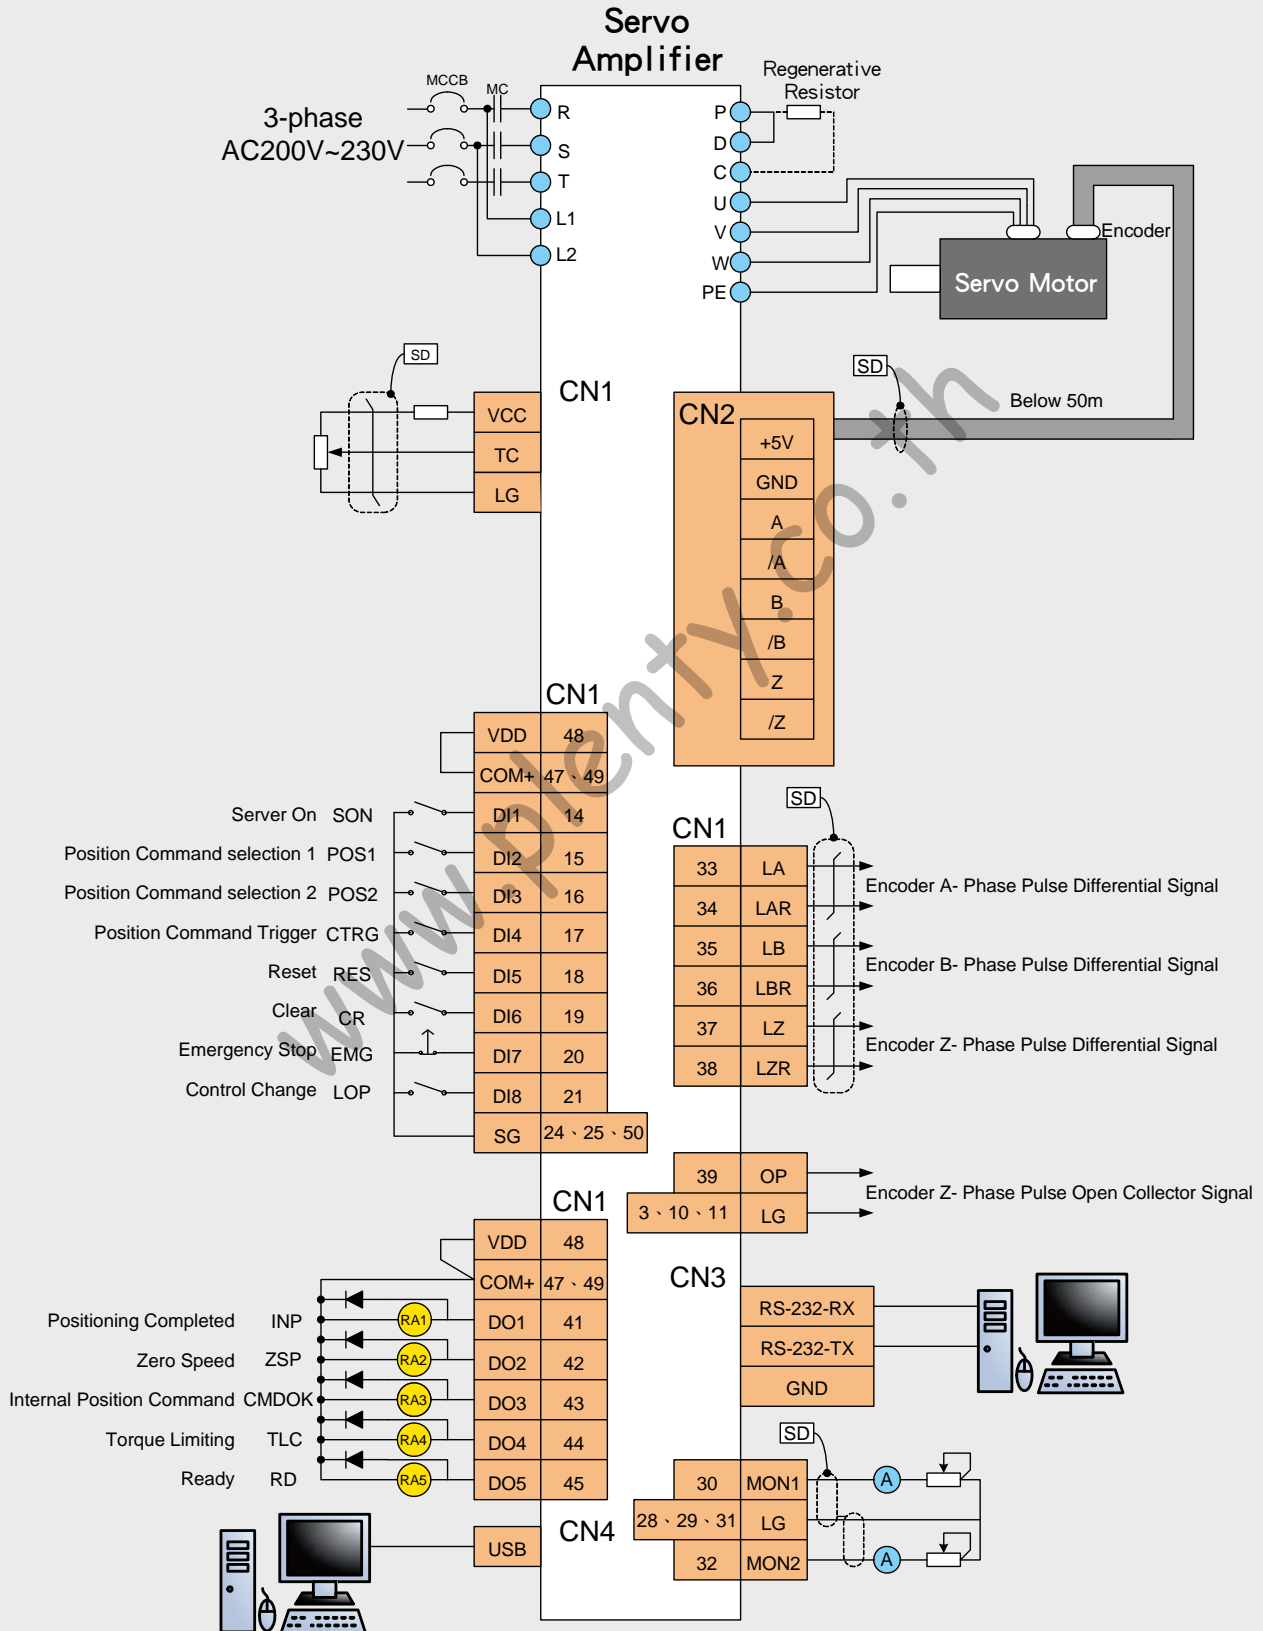 Servo
Amplifier
MCCB
MC
3-phase
AC200V~230V
R
S
T
L1
L2
Regenerative
Resistor
P
D
C
U
V
W
PE
Encoder
Servo Motor
SD
CN1
VCC
TC
LG
SD
Below 50m
CN2
+5V
GND
A
/A
B
/B
Z
/Z
CN1
VDD 48
COM+ 47、49
Server On SON DI1 14
Position Command selection 1 POS1 DI2 15
Position Command selection 2 POS2 DI3 16
Position Command Trigger CTRG DI4 17
Reset RES DI5 18
Clear CR DI6 19
Emergency Stop EMG DI7 20
Control Change LOP DI8 21
SG 24、25、50
SD
CN1
33 LA
Encoder A- Phase Pulse Differential Signal
34 LAR
35 LB
Encoder B- Phase Pulse Differential Signal
36 LBR
37 LZ
Encoder Z- Phase Pulse Differential Signal
38 LZR
39 OP
Encoder Z- Phase Pulse Open Collector Signal
3、10、11 LG
CN1
VDD 48
COM+ 47、49
Positioning Completed INP RA1 DO1 41
Zero Speed ZSP RA2 DO2 42
Internal Position Command CMDOK RA3 DO3 43
Torque Limiting TLC RA4 DO4 44
Ready RD RA5 DO5 45
CN3
RS-232-RX
RS-232-TX
GND
SD
30 MON1 A
28、29、31 LG
32 MON2 A
CN4
USB
www.plenty.co.th